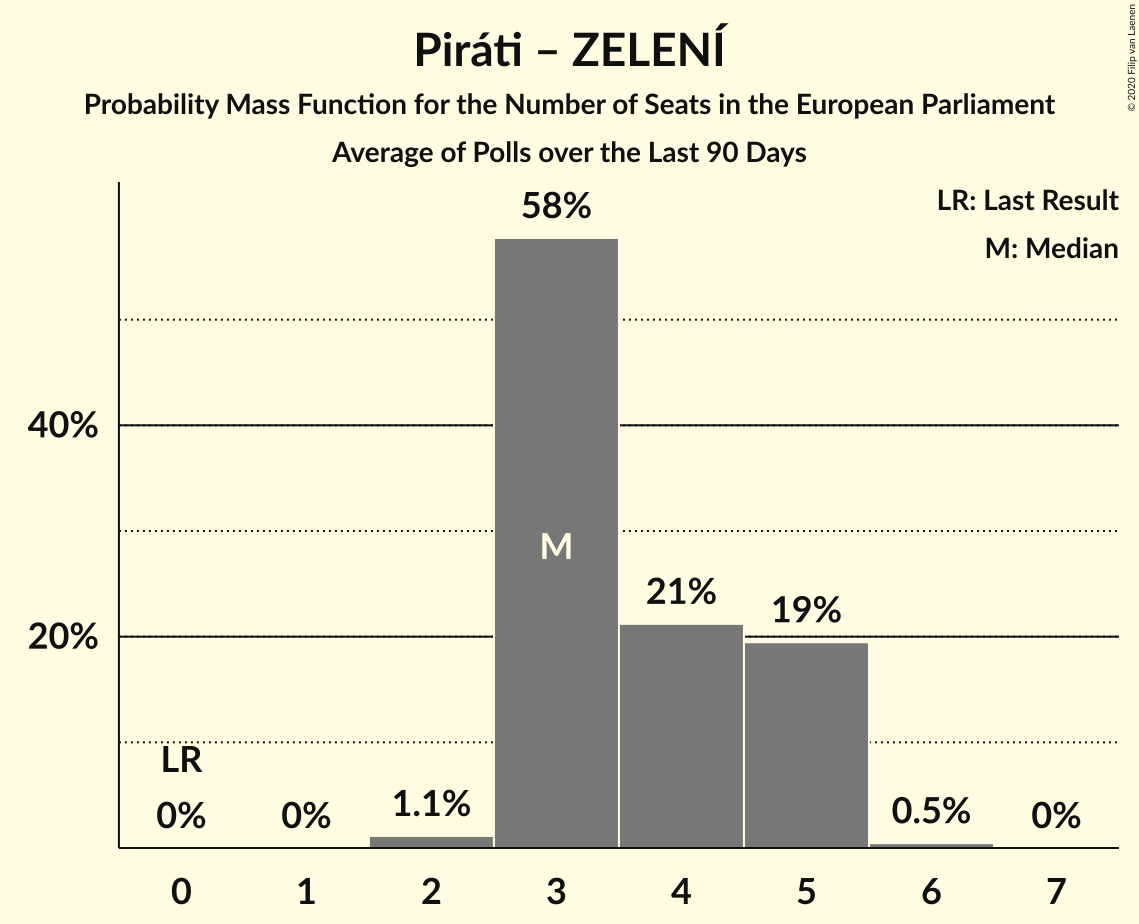 Piráti – ZELENÍ
Probability Mass Function for the Number of Seats in the European Parliament
Average of Polls over the Last 90 Days
© 2020 Filip van Laenen
LR: Last Result
M: Median
58%
40%
M
21%
19%
20%
LR
0%
0%
1.1%
0.5%
0%
0 1 2 3 4 5 6 7